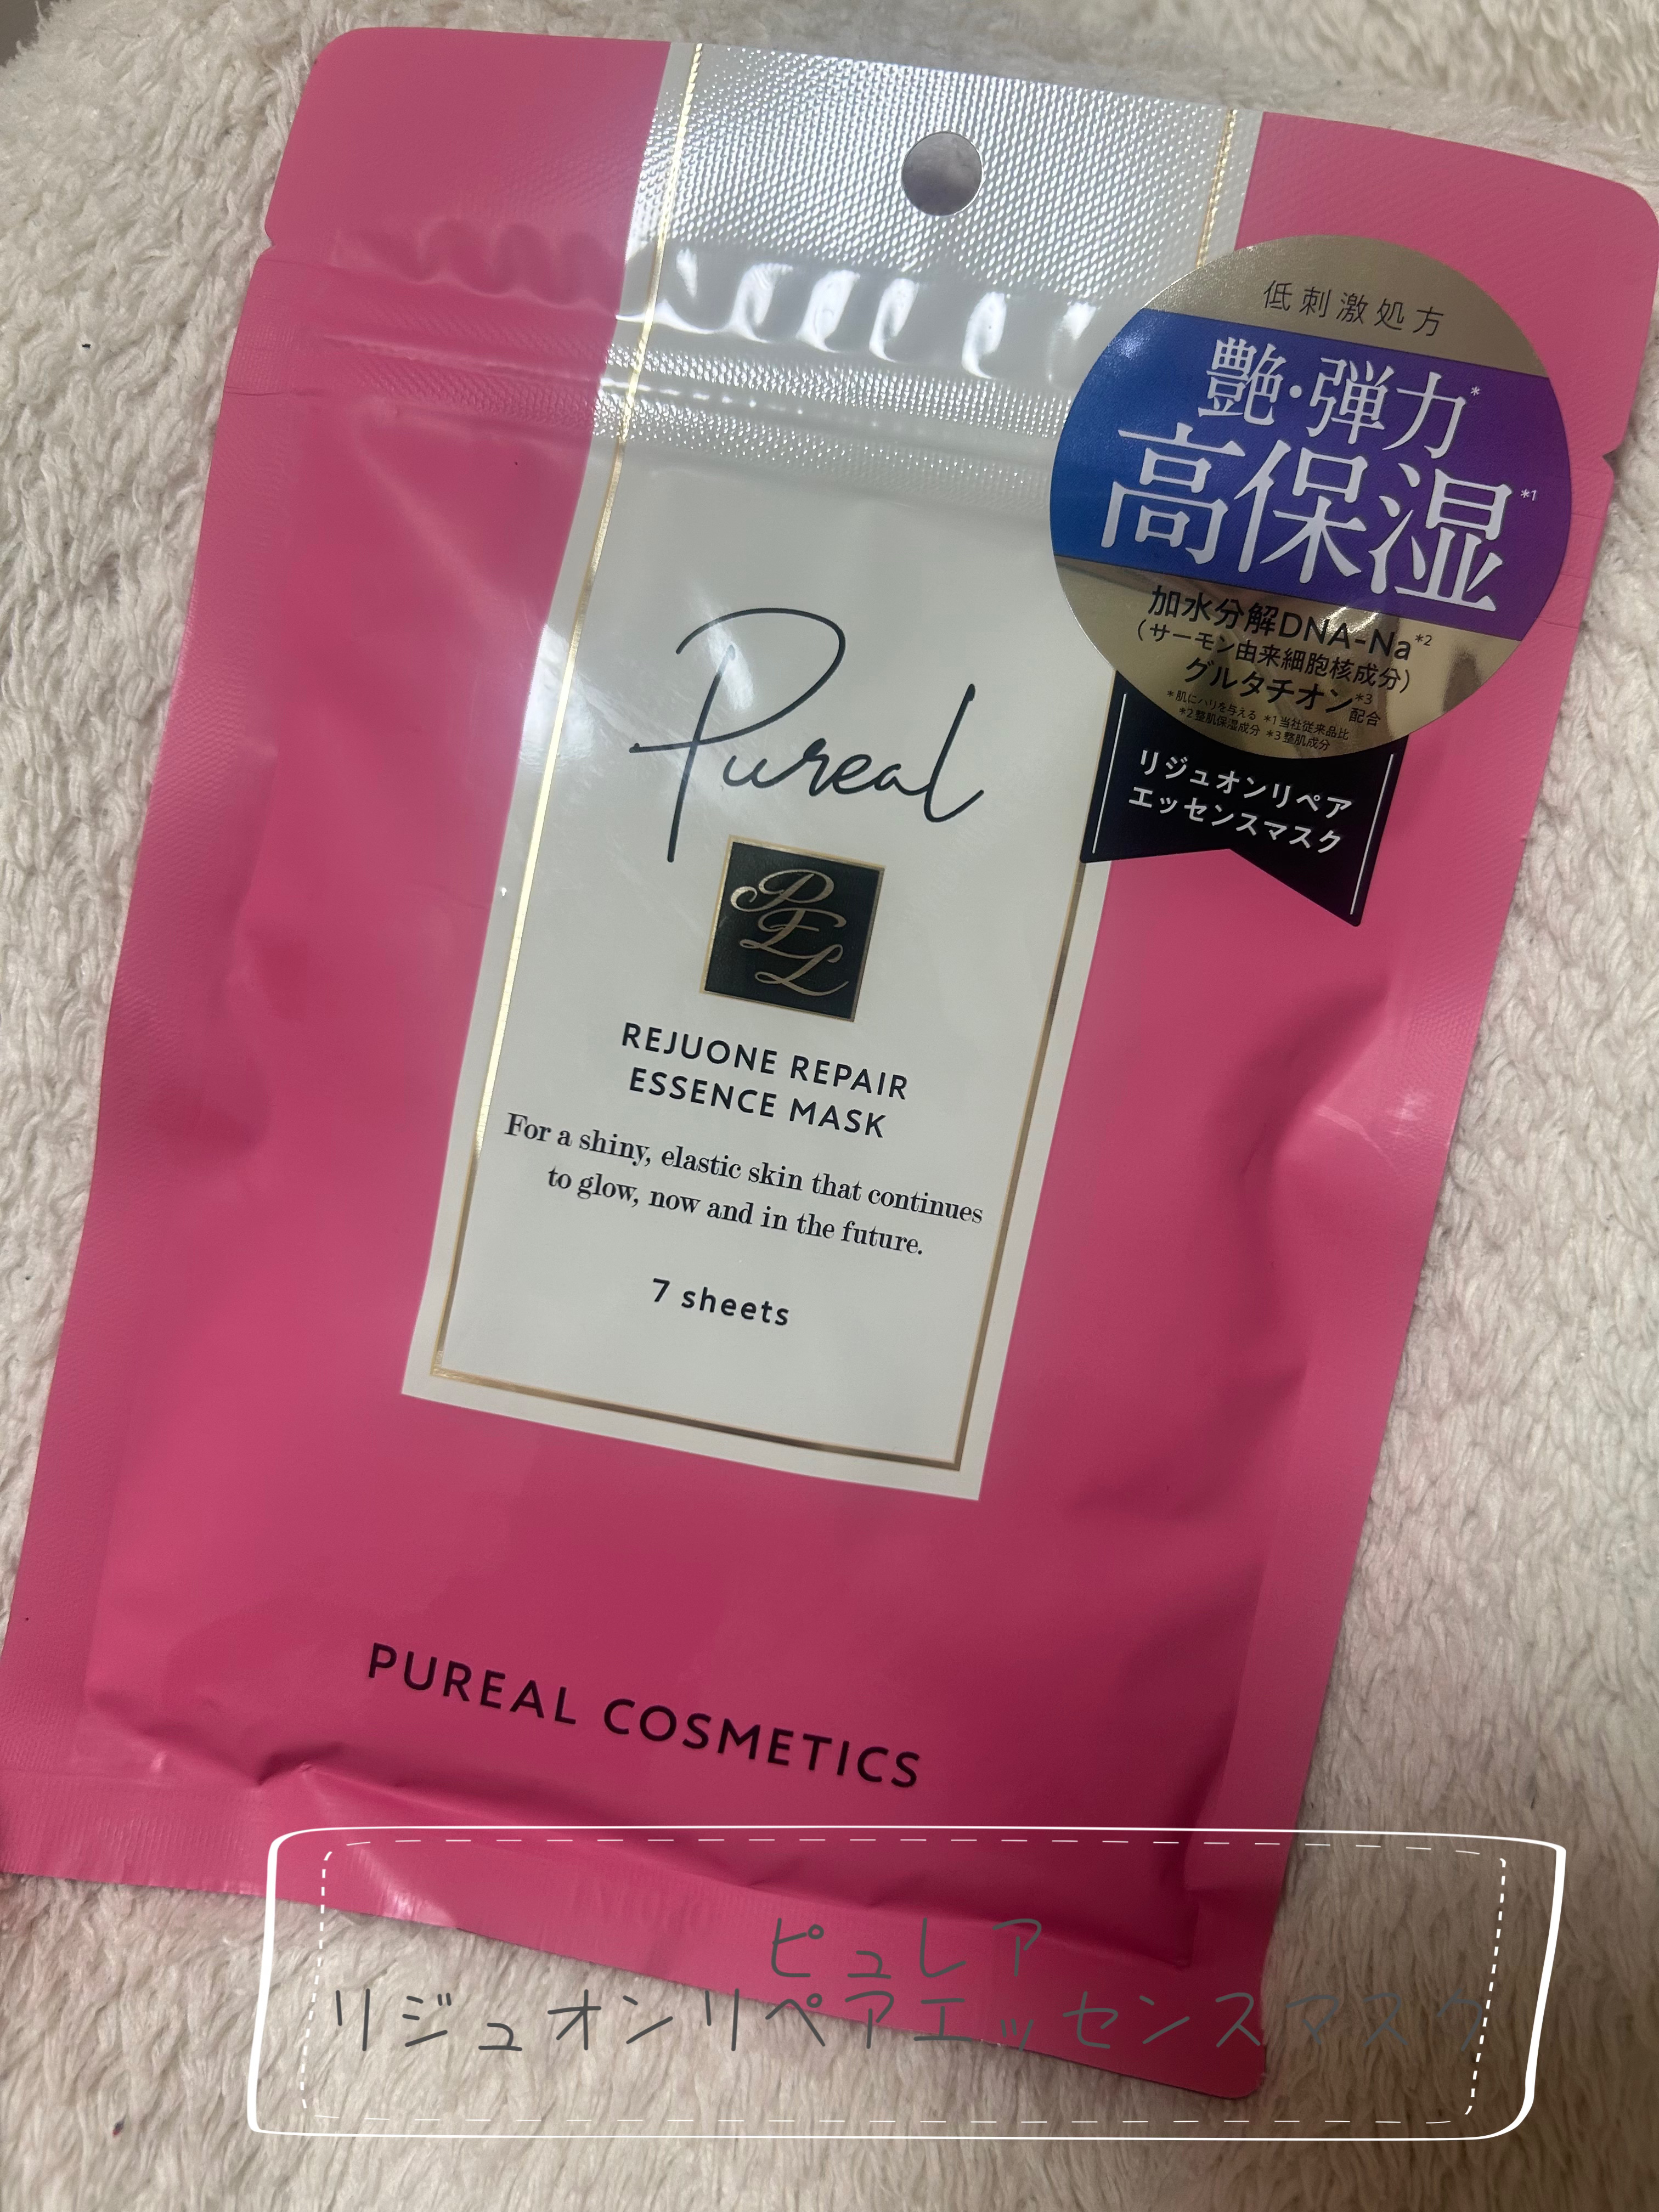 低刺激処方
艶・弾力*
高保湿*1
加水分解DNA-Na*2
(サーモン由来細胞核成分)
グルタチオン*3配合
*肌にハリを与える *1当社従来品比
*2整肌保湿成分 *3整肌成分
リジュオンリペア
エッセンスマスク
Pureal
PEL
REJUONE REPAIR
ESSENCE MASK
For a shiny, elastic skin that continues
to glow, now and in the future.
7 sheets
PUREAL COSMETICS
ピュレア
リジュオンリペアエッセンスマスク